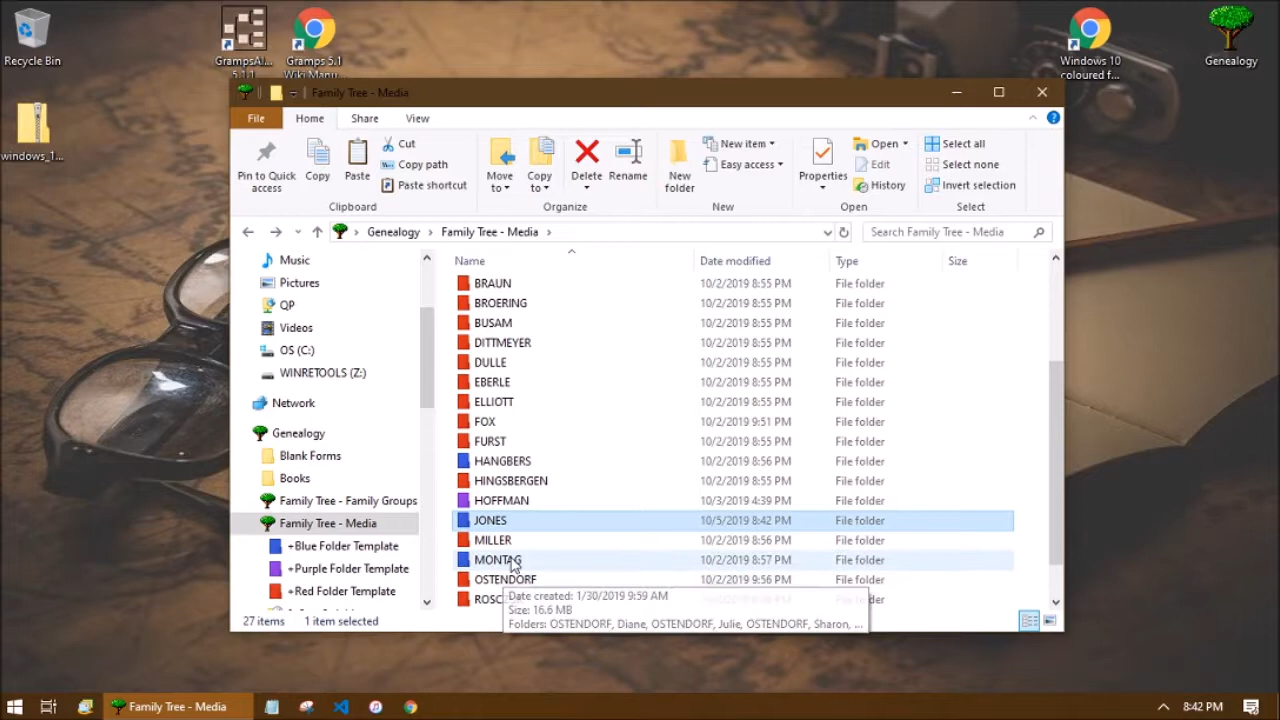 Recycle Bin
GrampsAI...
5.1.1
Gramps 5.1
Wiki Manu...
Windows 10
coloured f...
Genealogy
windows_1...
Family Tree - Media
File
Home
Share
View
Pin to Quick
access
Copy
Paste
Cut
Copy path
Paste shortcut
Clipboard
Move
to
Copy
to
Delete
Rename
Organize
New
folder
New item
Easy access
New
Properties
Open
Edit
History
Open
Select all
Select none
Invert selection
Select
Genealogy
Family Tree - Media
Search Family Tree - Media
Music
Pictures
QP
Videos
OS (C:)
WINRETOOLS (Z:)
Network
Genealogy
Blank Forms
Books
Family Tree - Family Groups
Family Tree - Media
+Blue Folder Template
+Purple Folder Template
+Red Folder Template
Name Date modified Type Size
BRAUN 10/2/2019 8:55 PM File folder
BROERING 10/2/2019 8:55 PM File folder
BUSAM 10/2/2019 8:55 PM File folder
DITTMEYER 10/2/2019 8:55 PM File folder
DULLE 10/2/2019 8:55 PM File folder
EBERLE 10/2/2019 8:55 PM File folder
ELLIOTT 10/2/2019 8:55 PM File folder
FOX 10/2/2019 9:51 PM File folder
FURST 10/2/2019 8:55 PM File folder
HANGBERS 10/2/2019 8:56 PM File folder
HINGSBERGEN 10/2/2019 8:55 PM File folder
HOFFMAN 10/3/2019 4:39 PM File folder
JONES 10/5/2019 8:42 PM File folder
MILLER 10/2/2019 8:56 PM File folder
MONTAG 10/2/2019 8:57 PM File folder
OSTENDORF 10/2/2019 9:56 PM File folder
Date created: 1/30/2019 9:59 AM
Size: 16.6 MB
Folders: OSTENDORF, Diane, OSTENDORF, Julie, OSTENDORF, Sharon, ...
27 items 1 item selected
Family Tree - Media
8:42 PM